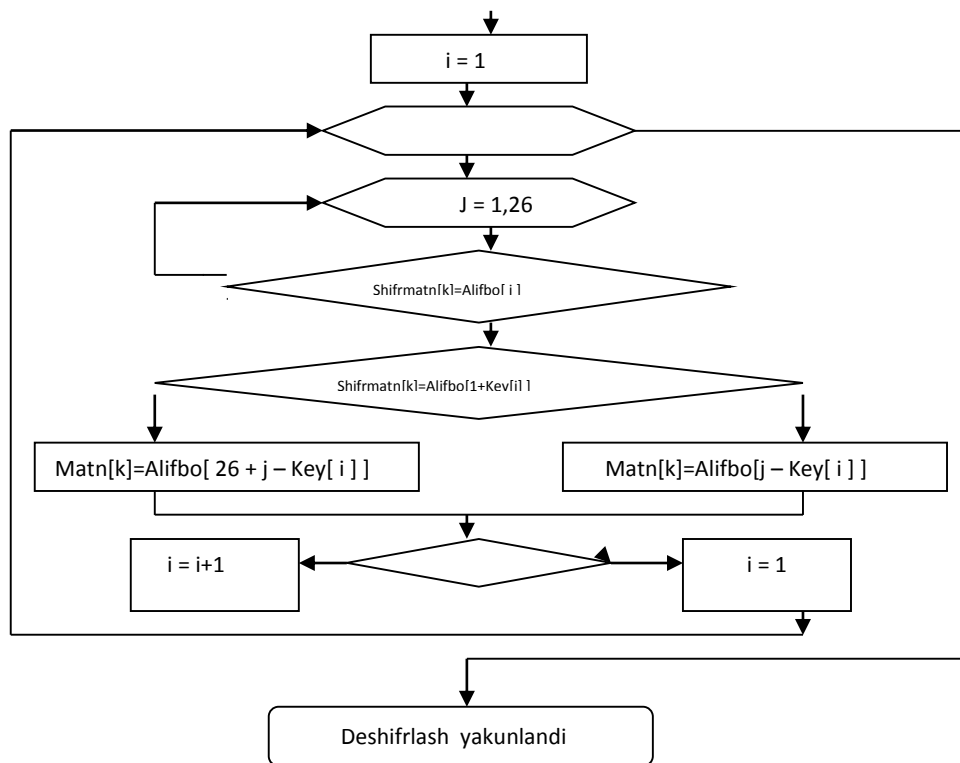 i = 1
J = 1,26
Shifrmatn[k]=Alifbo[ j ]
Shifrmatn[k]=Alifbo[1+Key[i] ]
Matn[k]=Alifbo[ 26 + j – Key[ i ] ]
Matn[k]=Alifbo[j – Key[ i ] ]
i = i+1
i = 1
Deshifrlash yakunlandi